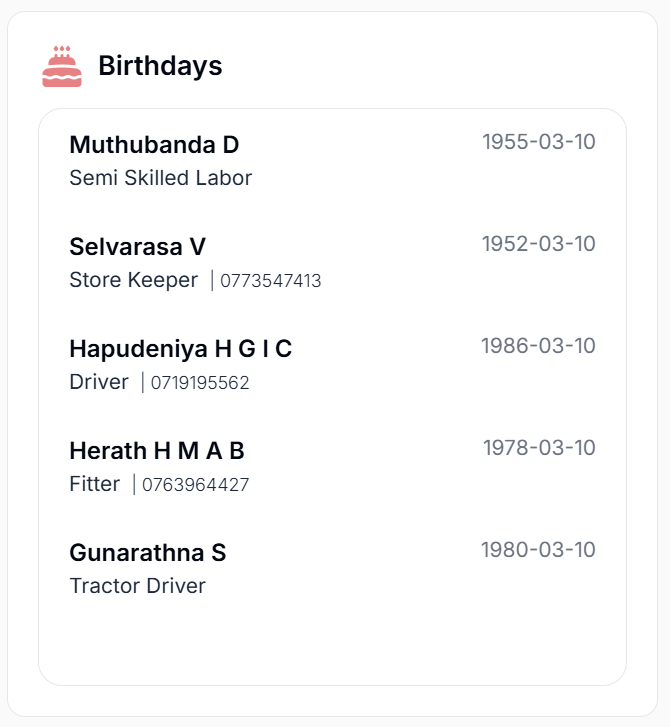 Birthdays
Muthubanda D 1955-03-10
Semi Skilled Labor
Selvarasa V 1952-03-10
Store Keeper | 0773547413
Hapudeniya H G I C 1986-03-10
Driver | 0719195562
Herath H M A B 1978-03-10
Fitter | 0763964427
Gunarathna S 1980-03-10
Tractor Driver